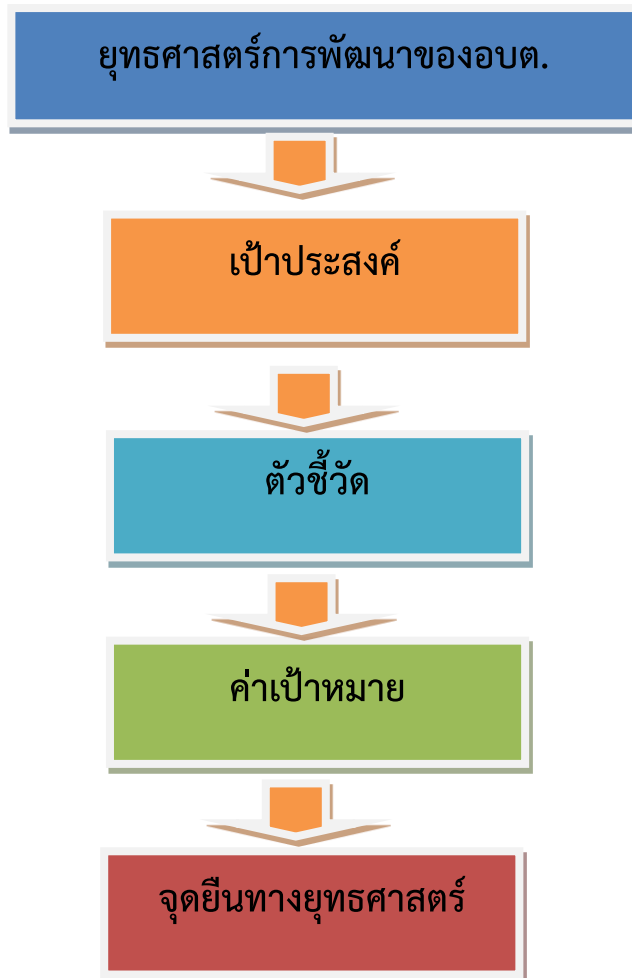 ยุทธศาสตร์การพัฒนาของอบต.
เป้าประสงค์
ตัวชี้วัด
ค่าเป้าหมาย
จุดยืนทางยุทธศาสตร์